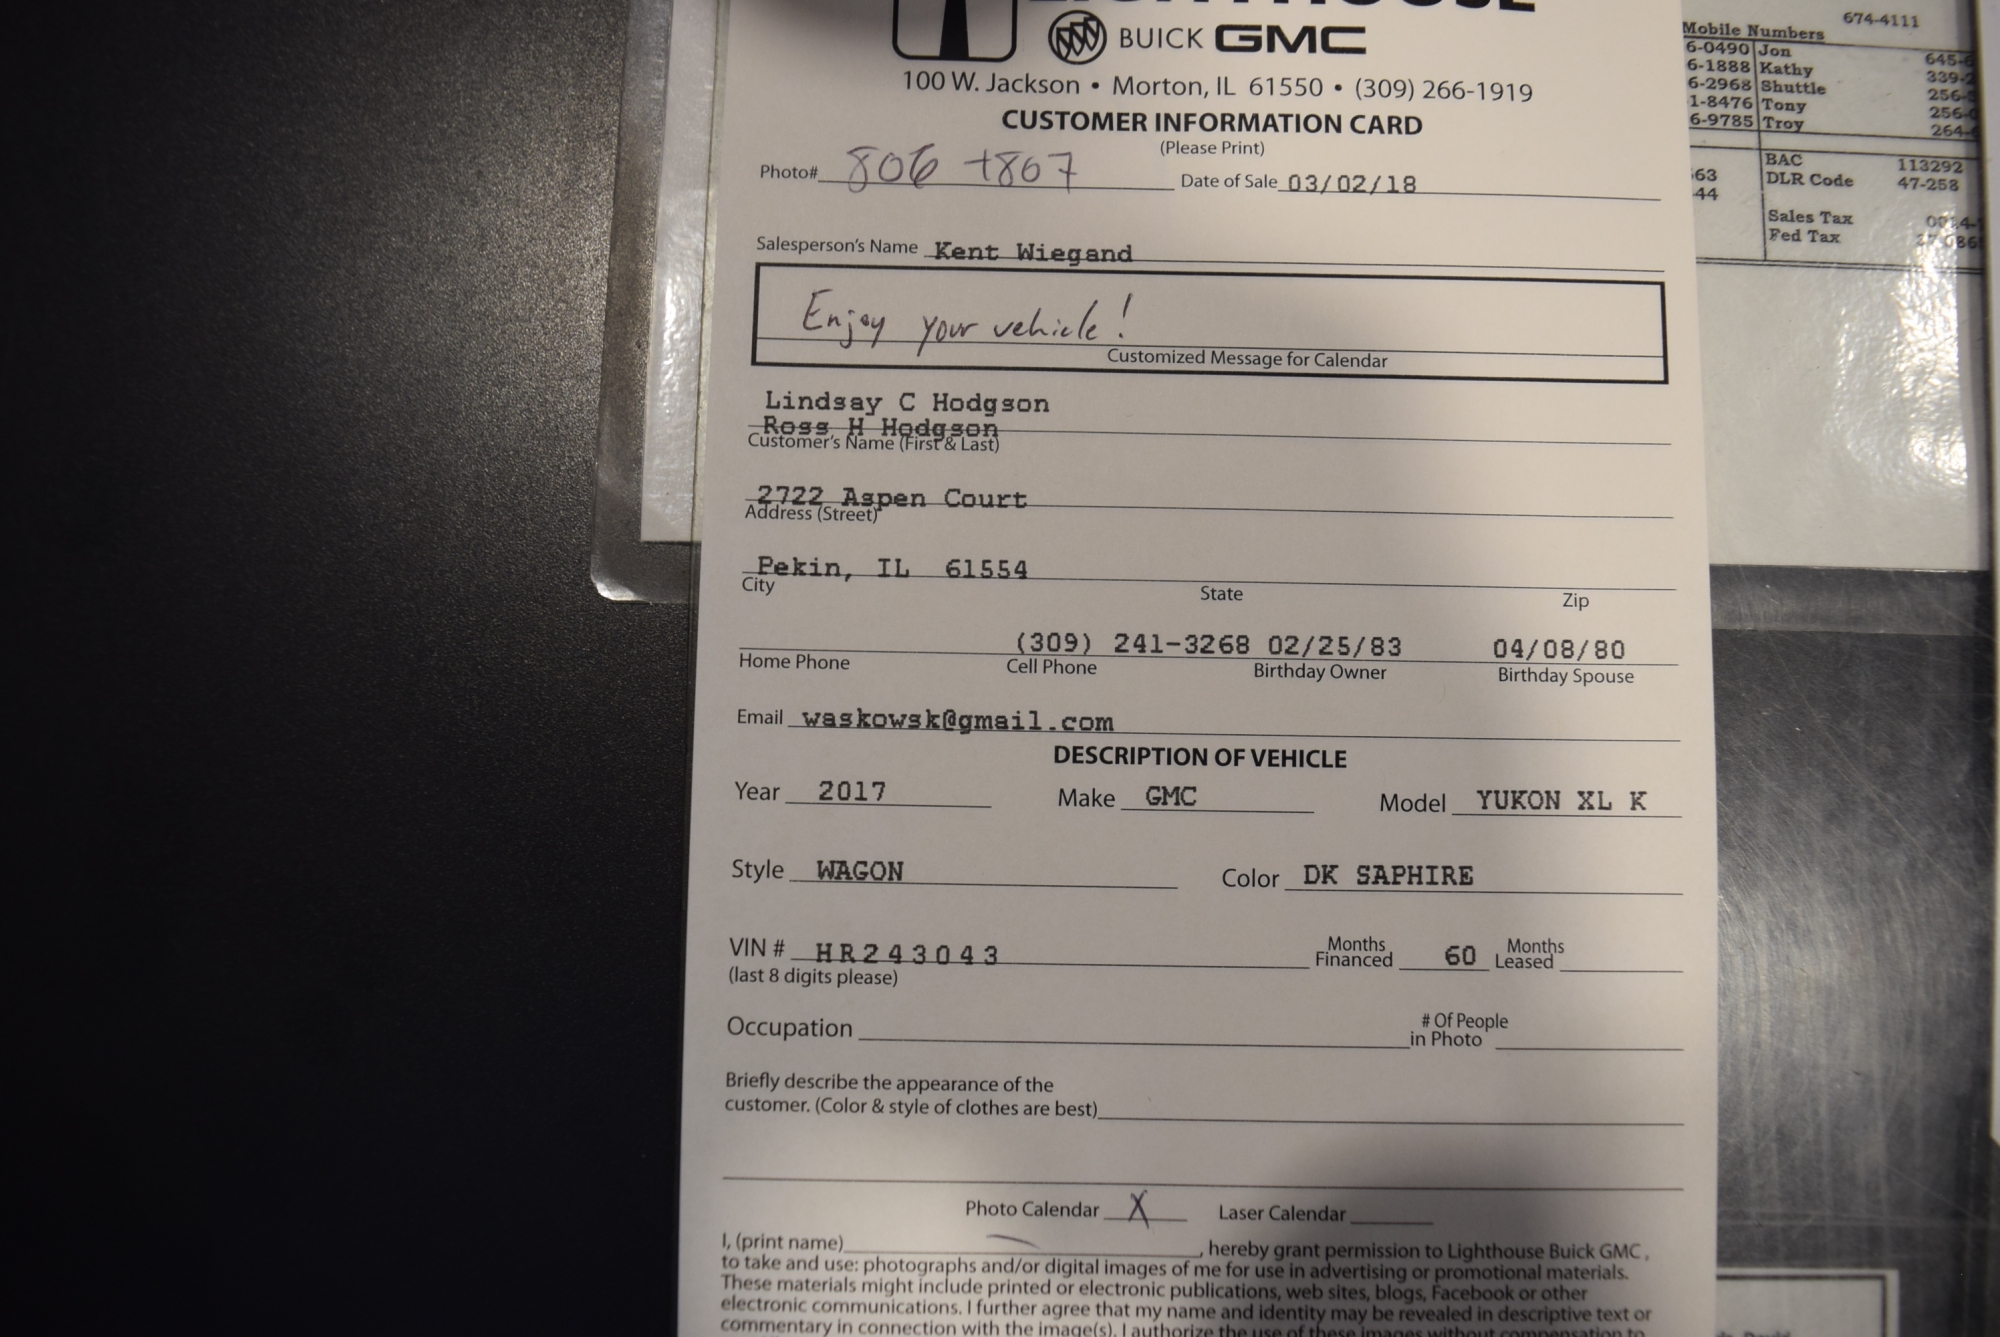 BUICK GMC
100 W. Jackson • Morton, IL 61550 • (309) 266-1919
CUSTOMER INFORMATION CARD
(Please Print)
Photo# 806 +807 Date of Sale 03/02/18
Salesperson's Name Kent Wiegand
Enjoy your vehicle!
Customized Message for Calendar
Lindsay C Hodgson
Ross H Hodgson
Customer's Name (First & Last)
2722 Aspen Court
Address (Street)
Pekin, IL 61554
City State Zip
(309) 241-3268 02/25/83 04/08/80
Home Phone Cell Phone Birthday Owner Birthday Spouse
Email waskowsk@gmail.com
DESCRIPTION OF VEHICLE
Year 2017 Make GMC Model YUKON XL K
Style WAGON Color DK SAPHIRE
VIN # HR243043 Months Financed 60 Months Leased
(last 8 digits please)
Occupation # Of People in Photo
Briefly describe the appearance of the
customer. (Color & style of clothes are best)
Photo Calendar X Laser Calendar
I, (print name) , hereby grant permission to Lighthouse Buick GMC,
to take and use: photographs and/or digital images of me for use in advertising or promotional materials.
These materials might include printed or electronic publications, web sites, blogs, Facebook or other
electronic communications. I further agree that my name and identity may be revealed in descriptive text or
commentary in connection with the image(s). I authorize the use of these images without compensation to
674-4111
Mobile Numbers
6-0490 Jon 645-
6-1888 Kathy 339-2
6-2968 Shuttle 256-
1-8476 Tony 256-
6-9785 Troy 264-
BAC 113292
63 DLR Code 47-258
44
Sales Tax
Fed Tax